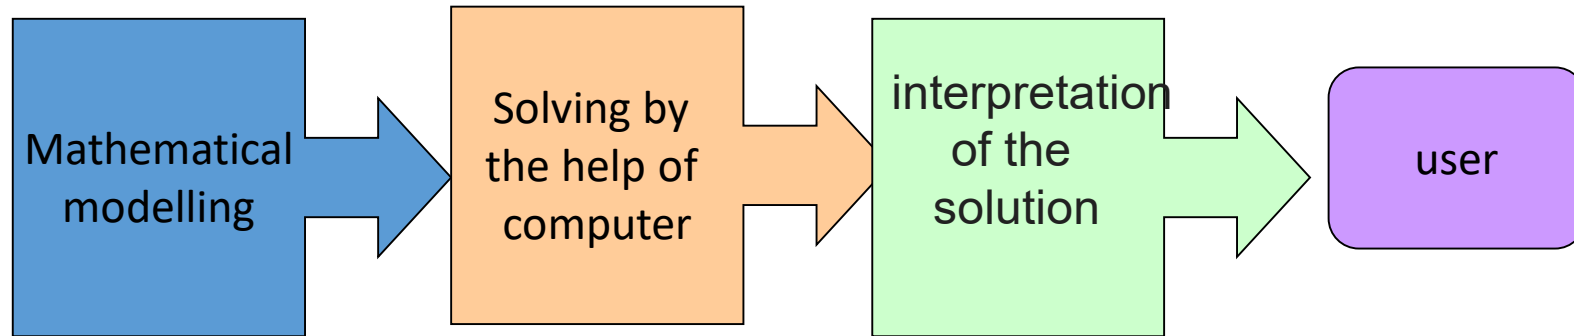 Mathematical
modelling
Solving by
the help of
computer
interpretation
of the
solution
user